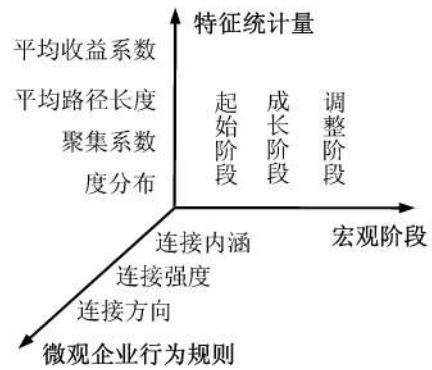 特征统计量
平均收益系数
平均路径长度
聚集系数
度分布
起始阶段
成长阶段
调整阶段
宏观阶段
连接内涵
连接强度
连接方向
微观企业行为规则